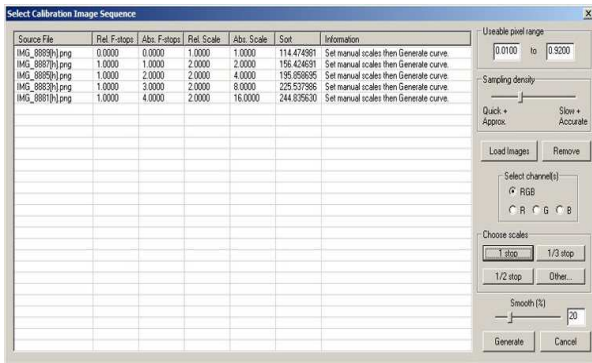 Select Calibration Image Sequence
Source File Rel. F-stops Abs. F-stops Rel. Scale Abs. Scale Sort Information
IMG_8889[h].png 0.0000 0.0000 1.0000 1.0000 114.474981 Set manual scales then Generate curve.
IMG_8887[h].png 1.0000 1.0000 2.0000 2.0000 156.424691 Set manual scales then Generate curve.
IMG_8885[h].png 1.0000 2.0000 2.0000 4.0000 195.858695 Set manual scales then Generate curve.
IMG_8883[h].png 1.0000 3.0000 2.0000 8.0000 225.537986 Set manual scales then Generate curve.
IMG_8881[h].png 1.0000 4.0000 2.0000 16.0000 244.835630 Set manual scales then Generate curve.
Useable pixel range
0.0100 to 0.9200
Sampling density
Quick + Slow +
Approx. Accurate
Load Images Remove
Select channel(s)
RGB
R G B
Choose scales
1 stop 1/3 stop
1/2 stop Other...
Smooth (%)
20
Generate Cancel